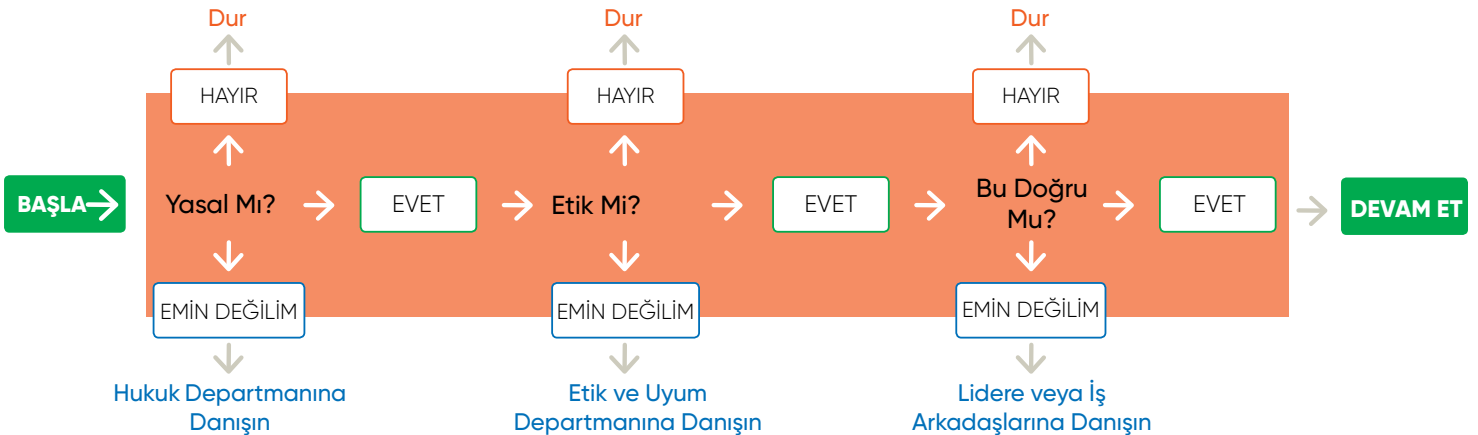 Dur
Dur
Dur
HAYIR
HAYIR
HAYIR
BAŞLA
Yasal Mı?
EVET
Etik Mi?
EVET
Bu Doğru
Mu?
EVET
DEVAM ET
EMİN DEĞİLİM
EMİN DEĞİLİM
EMİN DEĞİLİM
Hukuk Departmanına
Danışın
Etik ve Uyum
Departmanına Danışın
Lidere veya İş
Arkadaşlarına Danışın